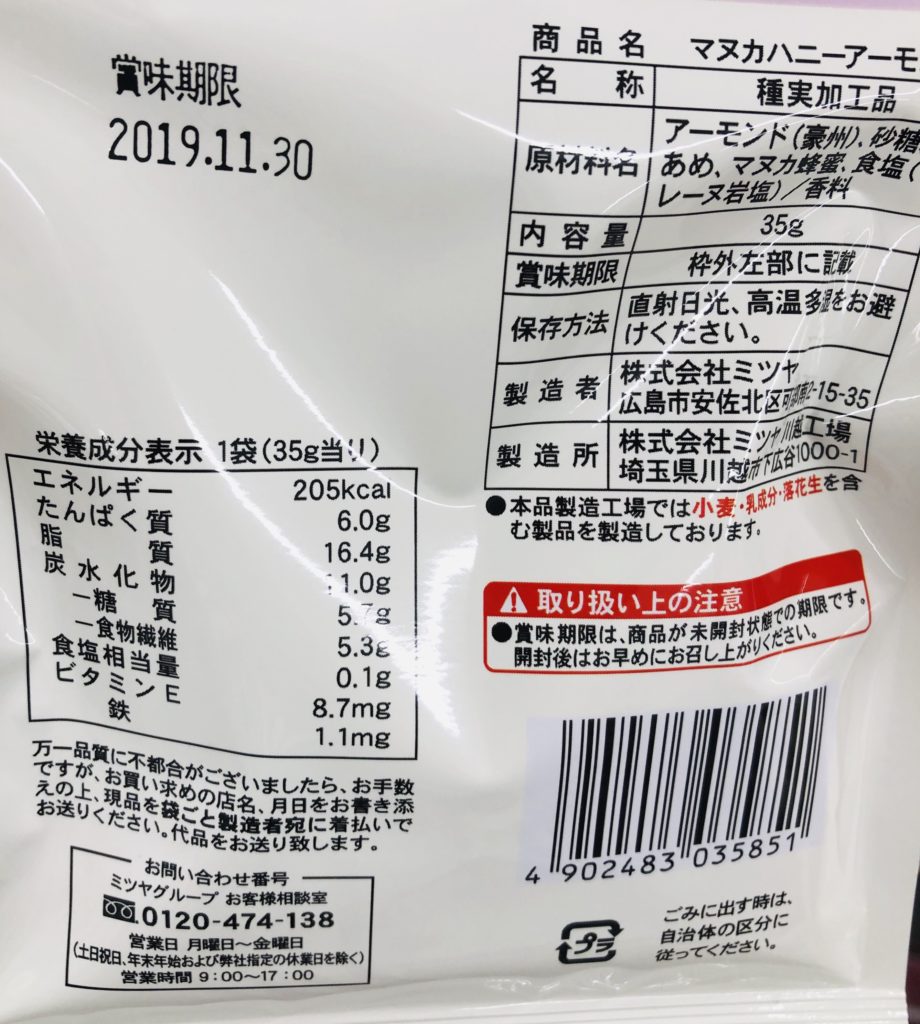 賞味期限
2019.11.30
商品名 マヌカハニーアーモ
名称 種実加工品
原材料名 アーモンド(豪州)、砂糖
あめ、マヌカ蜂蜜、食塩(
レーヌ岩塩)/香料
内容量 35g
賞味期限 枠外左部に記載
保存方法 直射日光、高温多湿をお避
けください。
製造者 株式会社ミツヤ
広島市安佐北区可部南2-15-35
製造所 株式会社ミツヤ川越工場
埼玉県川越市下広谷1000-1
●本品製造工場では小麦・乳成分・落花生を含
む製品を製造しております。
取り扱い上の注意
●賞味期限は、商品が未開封状態での期限です。
開封後はお早めにお召し上がりください。
栄養成分表示 1袋(35g当り)
エネルギー 205kcal
たんぱく質 6.0g
脂質 16.4g
炭水化物 11.0g
－糖質 5.7g
－食物繊維 5.3g
食塩相当量 0.1g
ビタミンE 8.7mg
鉄 1.1mg
万一品質に不都合がございましたら、お手数
ですが、お買い求めの店名、月日をお書き添
えの上、現品を袋ごと製造者宛に着払いで
お送りください。代品をお送り致します。
お問い合わせ番号
ミツヤグループ お客様相談室
0120-474-138
営業日 月曜日〜金曜日
(土日祝日、年末年始および弊社指定の休業日を除く)
営業時間 9:00〜17:00
4 902483 035851
プラ
ごみに出す時は、
自治体の区分に
従ってください。